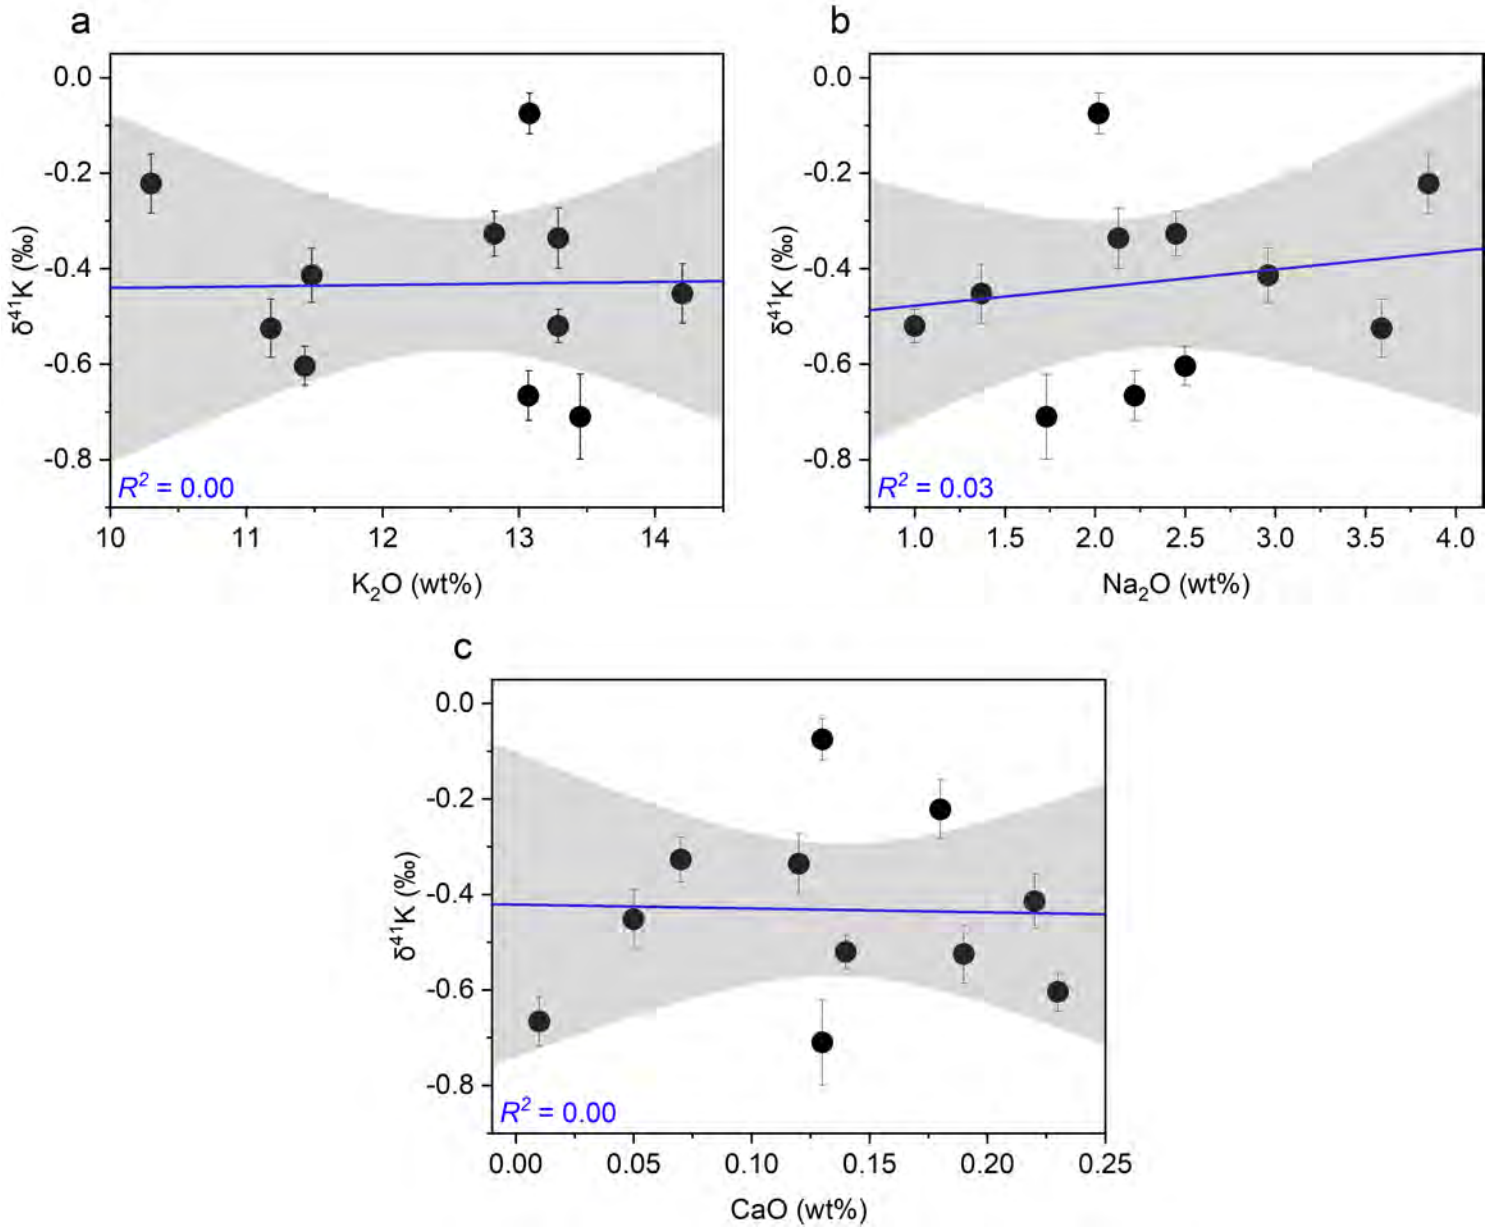 a
0.0
-0.2
-0.4
-0.6
-0.8
δ⁴¹K (‰)
R² = 0.00
10 11 12 13 14
K₂O (wt%)
b
0.0
-0.2
-0.4
-0.6
-0.8
δ⁴¹K (‰)
R² = 0.03
1.0 1.5 2.0 2.5 3.0 3.5 4.0
Na₂O (wt%)
c
0.0
-0.2
-0.4
-0.6
-0.8
δ⁴¹K (‰)
R² = 0.00
0.00 0.05 0.10 0.15 0.20 0.25
CaO (wt%)